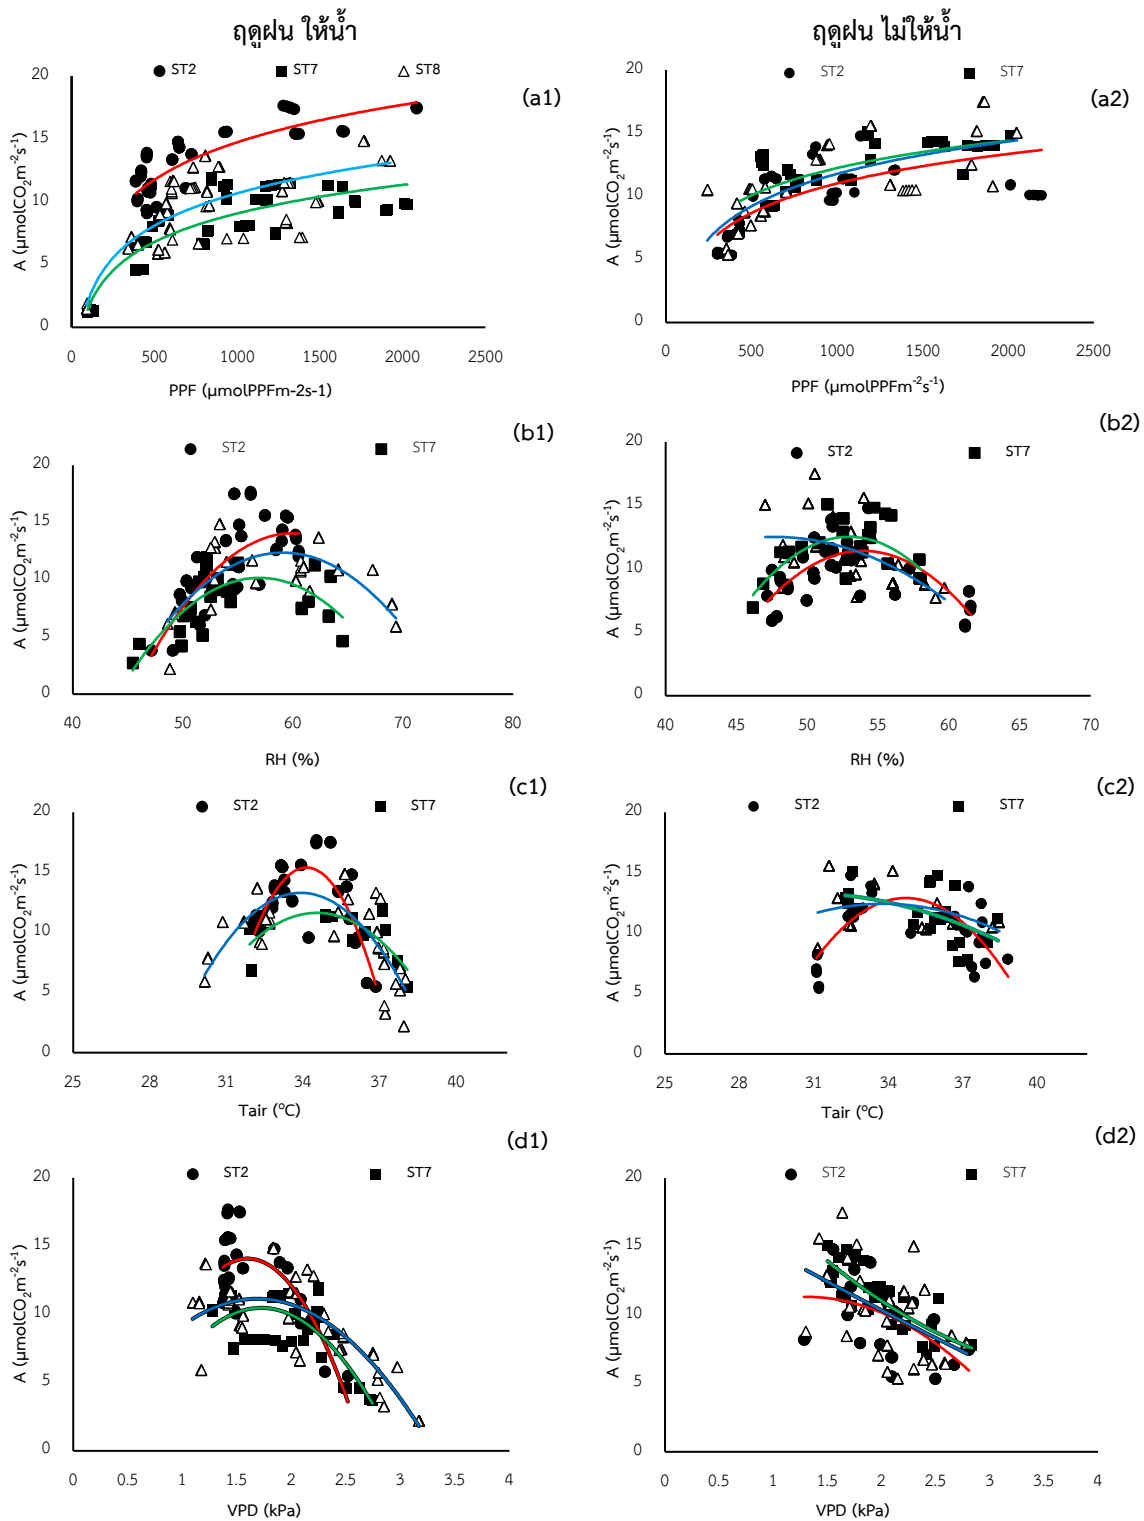 ฤดูฝน ให้น้ำ
ฤดูฝน ไม่ให้น้ำ
ST2 ST7 ST8
(a1)
20
15
10
5
0
A (µmolCO2m-2s-1)
0 500 1000 1500 2000 2500
PPF (µmolPPFm-2s-1)
ST2 ST7
(a2)
20
15
10
5
0
A (µmolCO2m-2s-1)
0 500 1000 1500 2000 2500
PPF (µmolPPFm-2s-1)
(b1)
ST2 ST7
20
15
10
5
0
A (µmolCO2m-2s-1)
40 50 60 70 80
RH (%)
(b2)
ST2 ST7
20
15
10
5
0
A (µmolCO2m-2s-1)
40 45 50 55 60 65 70
RH (%)
(c1)
ST2 ST7
20
15
10
5
0
A (µmolCO2m-2s-1)
25 28 31 34 37 40
Tair (oC)
(c2)
ST2 ST7
20
15
10
5
0
A (µmolCO2m-2s-1)
25 28 31 34 37 40
Tair (oC)
(d1)
ST2 ST7
20
15
10
5
0
A (µmolCO2m-2s-1)
0 0.5 1 1.5 2 2.5 3 3.5 4
VPD (kPa)
(d2)
ST2 ST7
20
15
10
5
0
A (µmolCO2m-2s-1)
0 0.5 1 1.5 2 2.5 3 3.5 4
VPD (kPa)